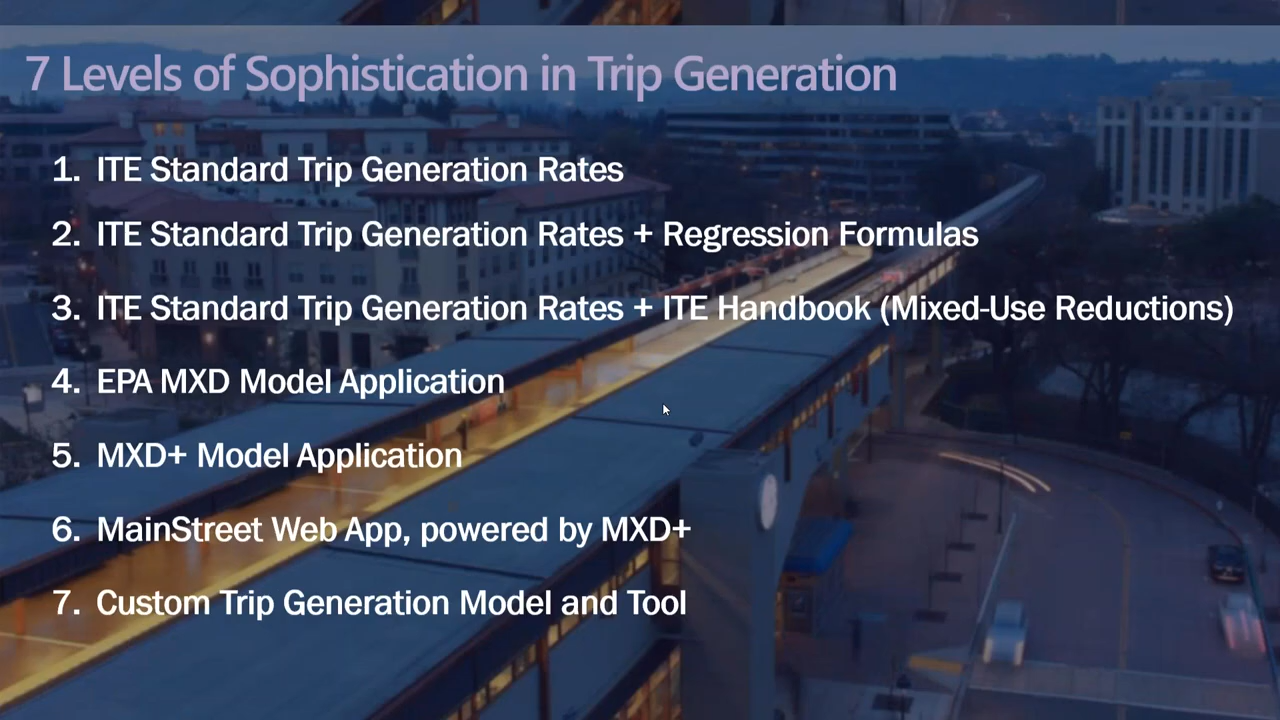 7 Levels of Sophistication in Trip Generation
1. ITE Standard Trip Generation Rates
2. ITE Standard Trip Generation Rates + Regression Formulas
3. ITE Standard Trip Generation Rates + ITE Handbook (Mixed-Use Reductions)
4. EPA MXD Model Application
5. MXD+ Model Application
6. MainStreet Web App, powered by MXD+
7. Custom Trip Generation Model and Tool